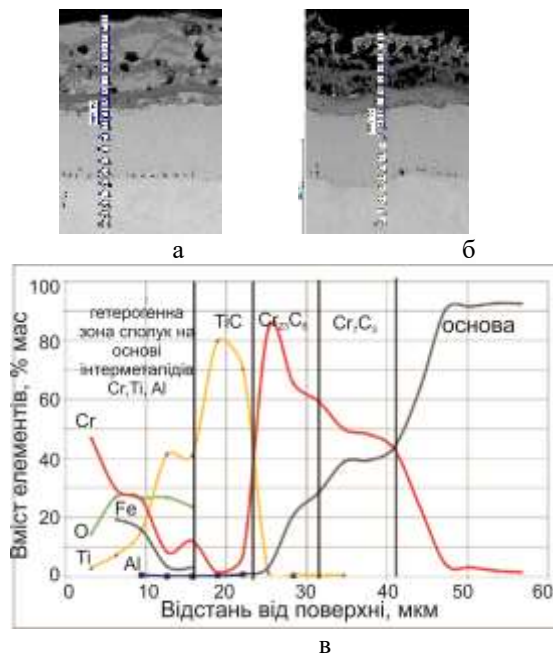 а б
100
80
60
40
20
0
Вміст елементів, % мас
гетерогенна
зона сполук на
основі
інтерметалідів
Cr,Ti, Al
TiC
Cr₂₃C₆
Cr₇C₃
основа
Cr
Fe
O
Ti
Al
0 10 20 30 40 50 60
Відстань від поверхні, мкм
в